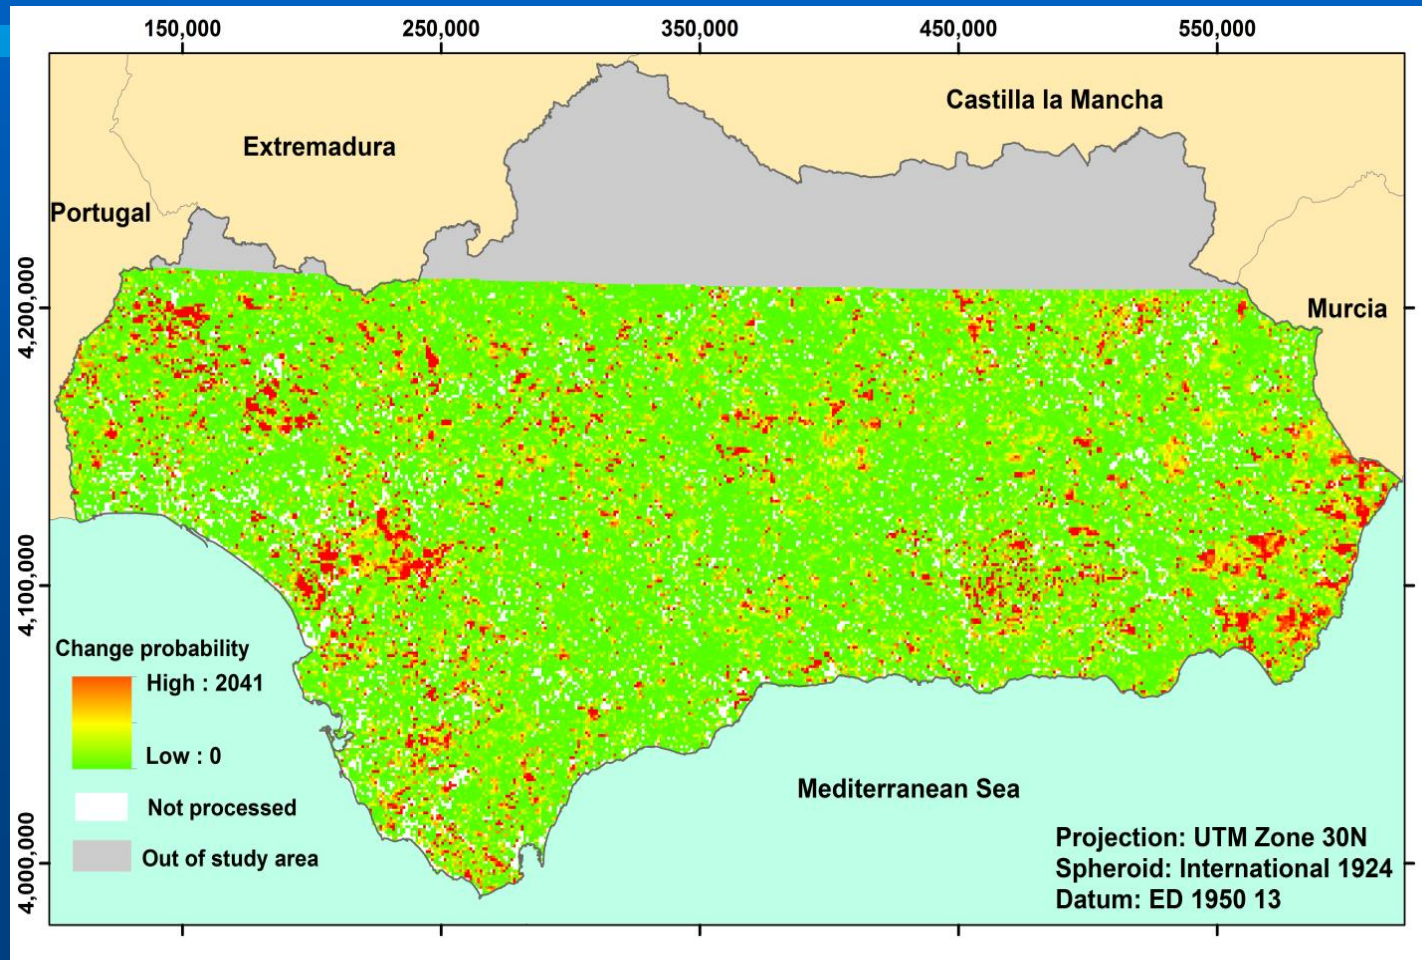 150,000 250,000 350,000 450,000 550,000
Castilla la Mancha
Extremadura
Portugal
4,200,000
Murcia
4,100,000
Change probability
High : 2041
Low : 0
Mediterranean Sea
Not processed
Projection: UTM Zone 30N
Out of study area
Spheroid: International 1924
4,000,000
Datum: ED 1950 13